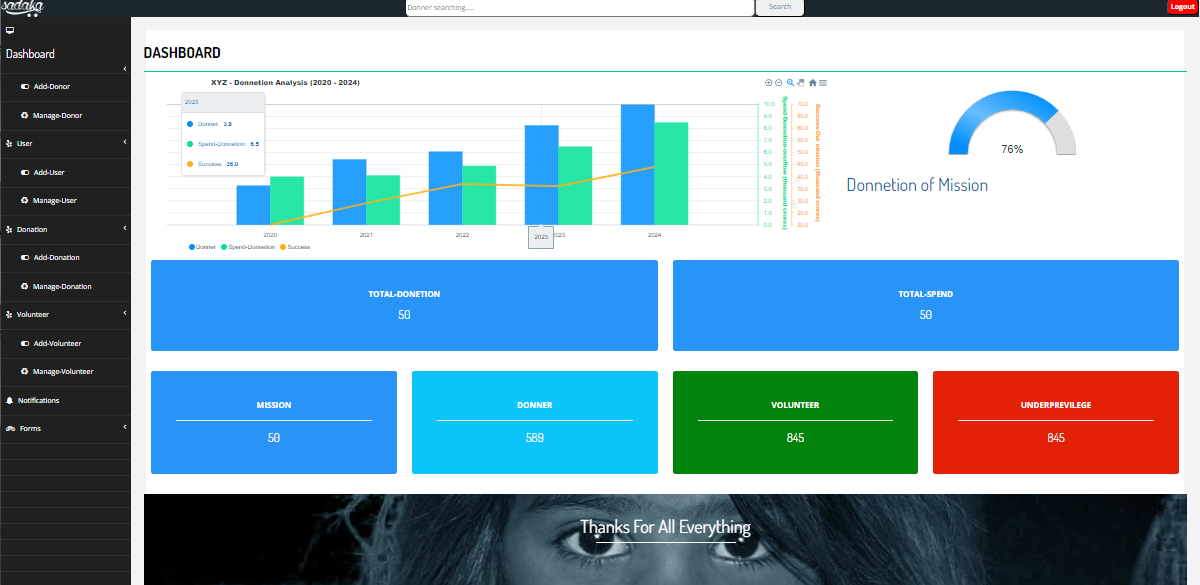 sadaka
Donner searching.....
Search
Logout
Dashboard
Add-Donor
Manage-Donor
User
Add-User
Manage-User
Donation
Add-Donation
Manage-Donation
Volunteer
Add-Volunteer
Manage-Volunteer
Notifications
Forms
DASHBOARD
XYZ - Donnetion Analysis (2020 - 2024)
2023
Donner: 3.8
Spend-Donnetion: 6.5
Success: 36.0
10.0
9.0
8.0
7.0
6.0
5.0
4.0
3.0
2.0
1.0
0.0
Spend-Donnetion-overflow (thousand crores)
70.0
65.0
60.0
55.0
50.0
45.0
40.0
35.0
30.0
25.0
20.0
Success-Our mission (thousand crores)
2020
2021
2022
2023
2023
2024
Donner
Spend-Donnetion
Success
76%
Donnetion of Mission
TOTAL-DONETION
50
TOTAL-SPEND
50
MISSION
50
DONNER
589
VOLUNTEER
845
UNDERPREVILEGE
845
Thanks For All Everything